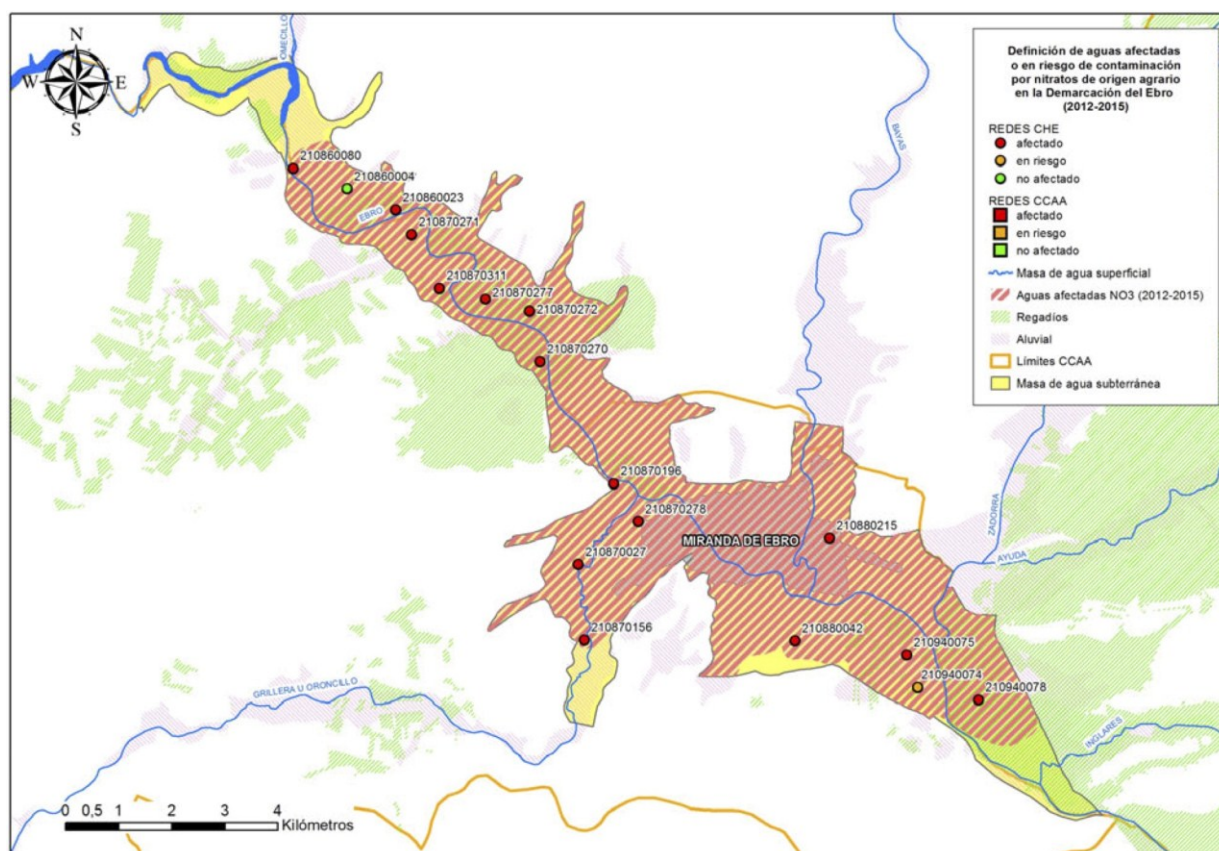 N
W
E
S
OMECILLO
BAYAS
Definición de aguas afectadas
o en riesgo de contaminación
por nitratos de origen agrario
en la Demarcación del Ebro
(2012-2015)
REDES CHE
afectado
en riesgo
no afectado
REDES CCAA
afectado
en riesgo
no afectado
Masa de agua superficial
Aguas afectadas NO3 (2012-2015)
Regadíos
Aluvial
Límites CCAA
Masa de agua subterránea
210860080
210860004
210860023
EBRO
210870271
210870311
210870277
210870272
210870270
210870196
210870278
210880215
MIRANDA DE EBRO
ZADORRA
AYUDA
210870027
210870156
210880042
210940075
210940074
210940078
GRILLERA U ORONCILLO
INGLARES
0 0,5 1 2 3 4
Kilómetros